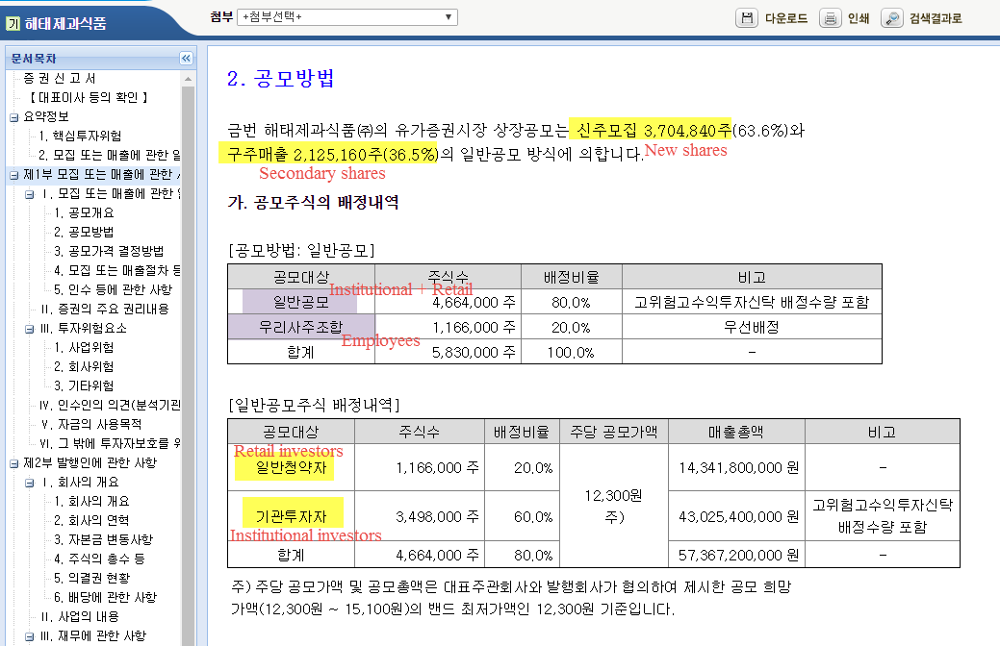 기 해태제과식품
첨부 +첨부선택+
다운로드 인쇄 검색결과로
문서목차
증 권 신 고 서
【 대표이사 등의 확인 】
요약정보
1. 핵심투자위험
2. 모집 또는 매출에 관한 일
제1부 모집 또는 매출에 관한 
I. 모집 또는 매출에 관한 일
1. 공모개요
2. 공모방법
3. 공모가격 결정방법
4. 모집 또는 매출절차 등
5. 인수 등에 관한 사항
II. 증권의 주요 권리내용
III. 투자위험요소
1. 사업위험
2. 회사위험
3. 기타위험
IV. 인수인의 의견(분석기관
V. 자금의 사용목적
VI. 그 밖에 투자자보호를 위
제2부 발행인에 관한 사항
I. 회사의 개요
1. 회사의 개요
2. 회사의 연혁
3. 자본금 변동사항
4. 주식의 총수 등
5. 의결권 현황
6. 배당에 관한 사항
II. 사업의 내용
III. 재무에 관한 사항
2. 공모방법
금번 해태제과식품㈜의 유가증권시장 상장공모는 신주모집 3,704,840주(63.6%)와
구주매출 2,125,160주(36.5%)의 일반공모 방식에 의합니다.
New shares
Secondary shares
가. 공모주식의 배정내역
[공모방법: 일반공모]
공모대상 주식수 배정비율 비고
Institutional + Retail
일반공모 4,664,000 주 80.0% 고위험고수익투자신탁 배정수량 포함
우리사주조합 1,166,000 주 20.0% 우선배정
Employees
합계 5,830,000 주 100.0% -
[일반공모주식 배정내역]
공모대상 주식수 배정비율 주당 공모가액 매출총액 비고
Retail investors
일반청약자 1,166,000 주 20.0% 14,341,800,000 원 -
12,300원
주)
기관투자자 3,498,000 주 60.0% 43,025,400,000 원 고위험고수익투자신탁
배정수량 포함
Institutional investors
합계 4,664,000 주 80.0% 57,367,200,000 원 -
주) 주당 공모가액 및 공모총액은 대표주관회사와 발행회사가 협의하여 제시한 공모 희망
가액(12,300원 ~ 15,100원)의 밴드 최저가액인 12,300원 기준입니다.